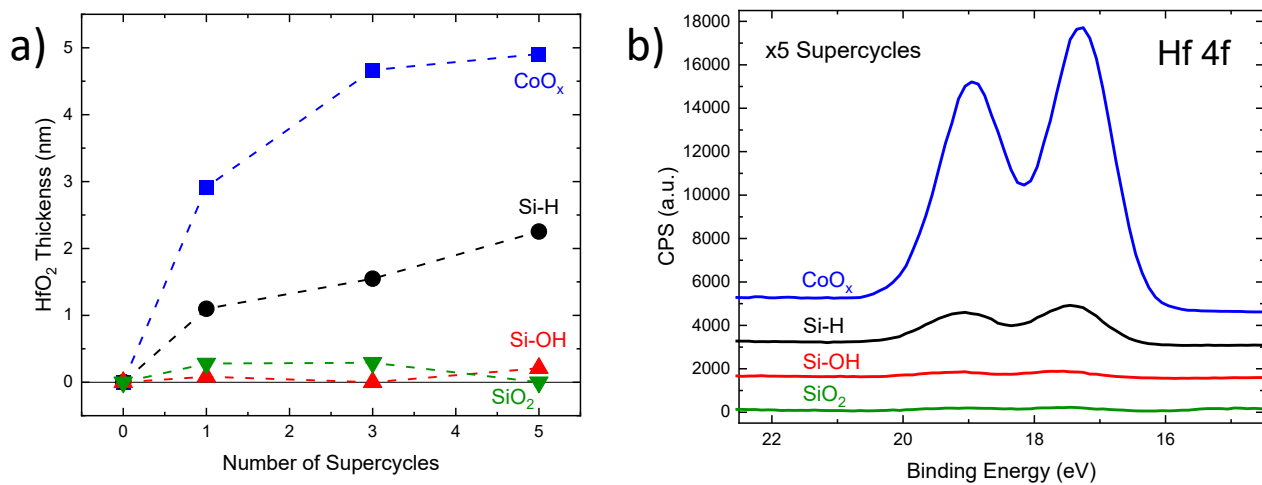 a)
HfO2 Thickenss (nm)
5
4
3
2
1
0
CoOx
Si-H
Si-OH
SiO2
0 1 2 3 4 5
Number of Supercycles
b)
x5 Supercycles
Hf 4f
CPS (a.u.)
18000
16000
14000
12000
10000
8000
6000
4000
2000
0
CoOx
Si-H
Si-OH
SiO2
22 20 18 16
Binding Energy (eV)